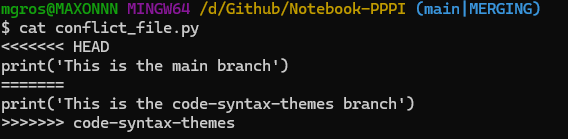 mgros@MAXONNN MINGW64 /d/Github/Notebook-PPPI (main|MERGING)
$ cat conflict_file.py
<<<<<<< HEAD
print('This is the main branch')
=======
print('This is the code-syntax-themes branch')
>>>>>>> code-syntax-themes